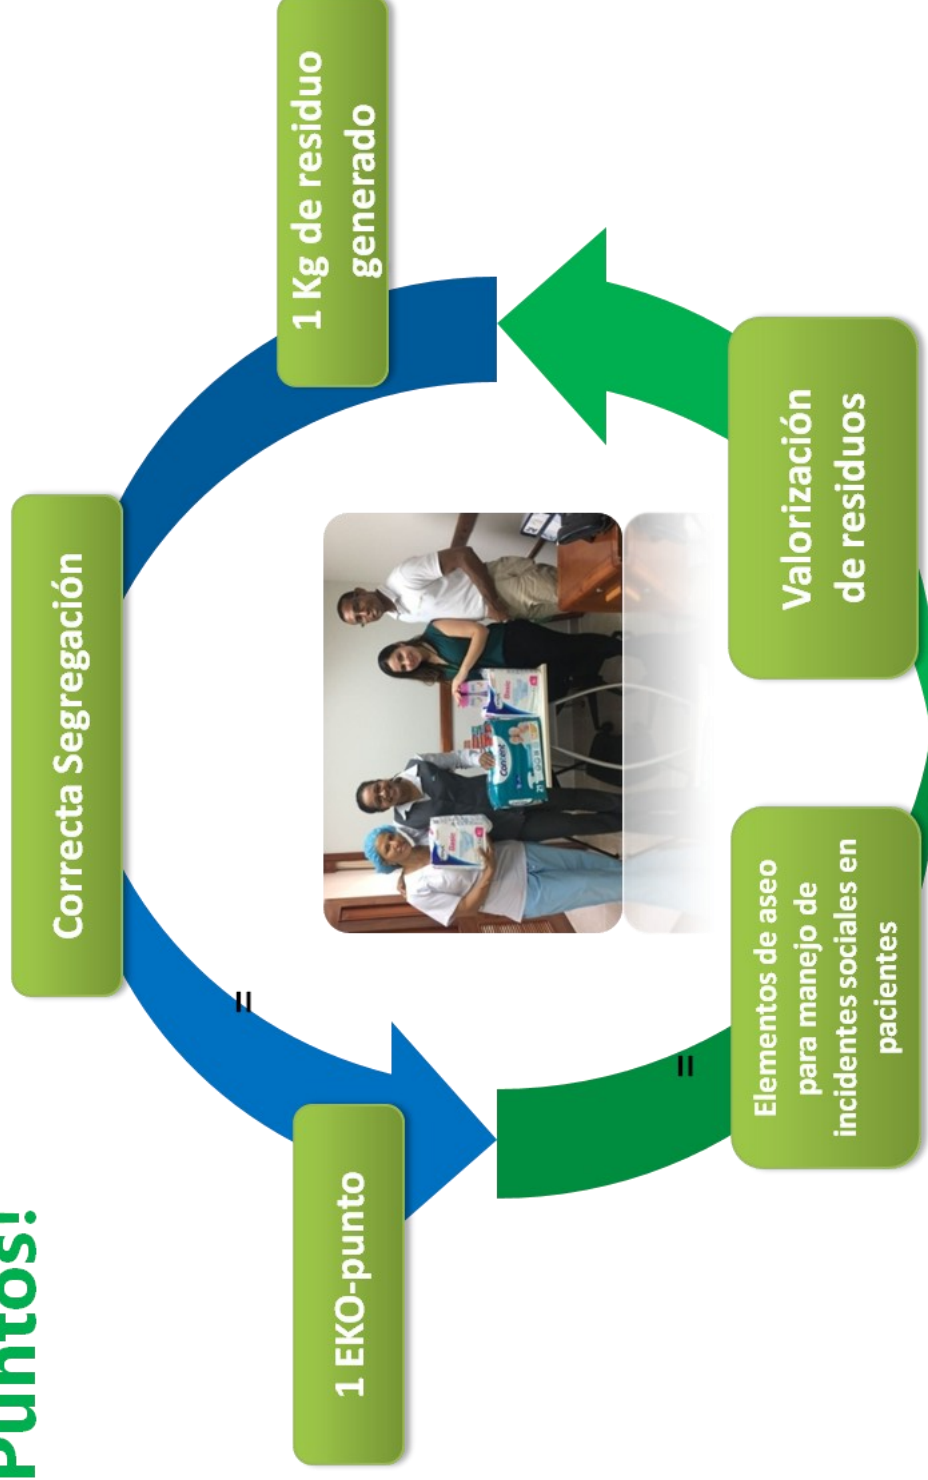 Puntos!
Correcta Segregación
1 EKO-punto
=
1 Kg de residuo
generado
=
Elementos de aseo
para manejo de
incidentes sociales en
pacientes
Valorización
de residuos
Content